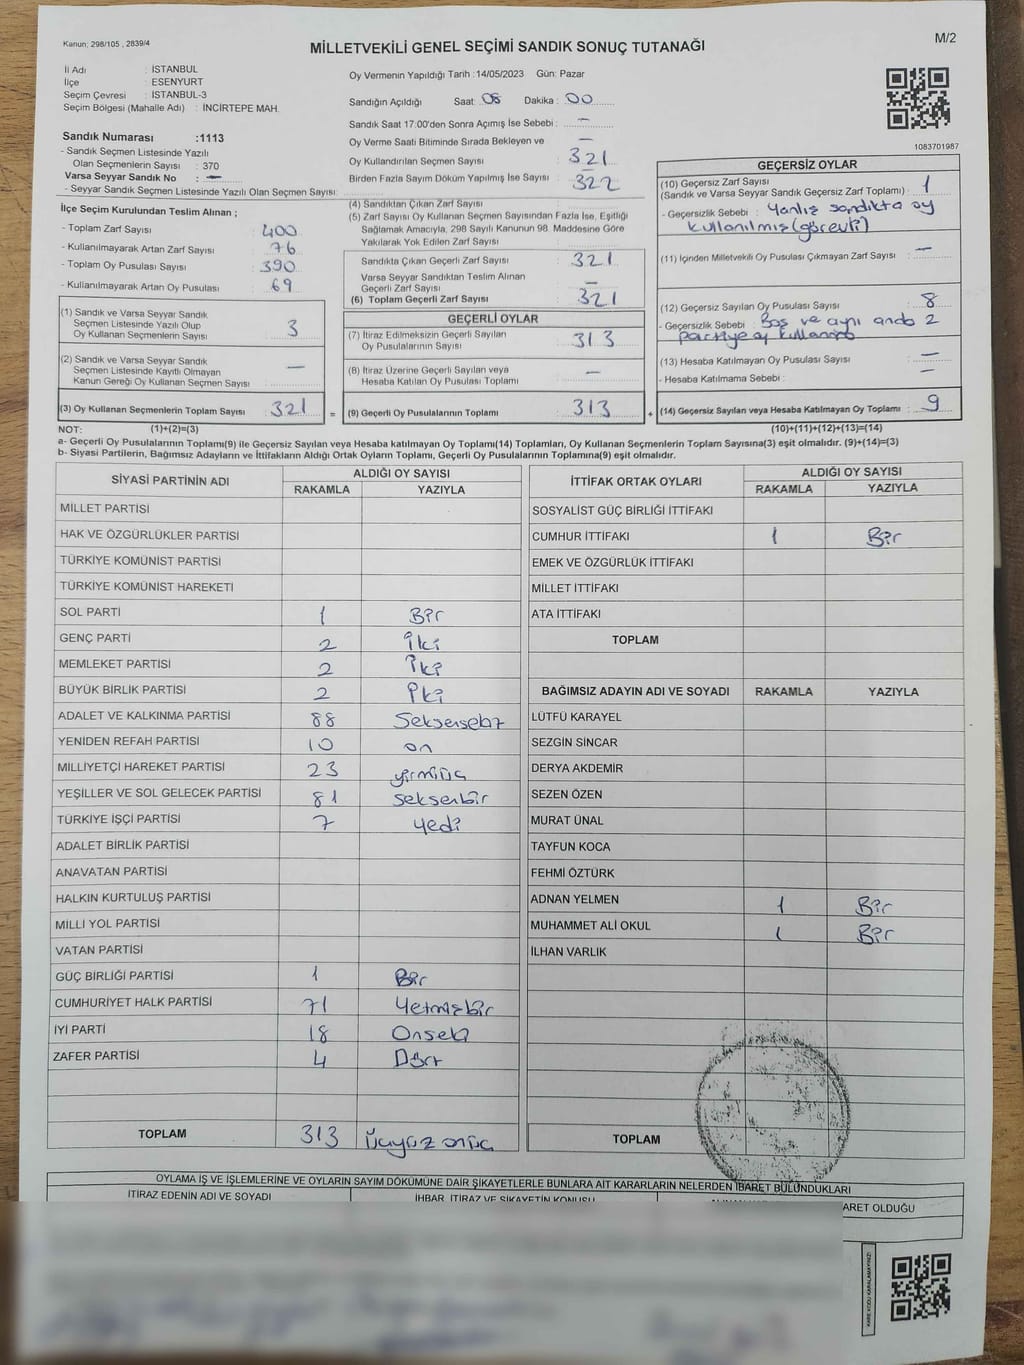 Kanun; 298/105 , 2839/4
M/2
MİLLETVEKİLİ GENEL SEÇİMİ SANDIK SONUÇ TUTANAĞI
İl Adı : İSTANBUL
İlçe : ESENYURT
Seçim Çevresi : İSTANBUL-3
Seçim Bölgesi (Mahalle Adı) : İNCİRTEPE MAH.
Sandık Numarası :1113
- Sandık Seçmen Listesinde Yazılı
Olan Seçmenlerin Sayısı : 370
Varsa Seyyar Sandık No : —
- Seyyar Sandık Seçmen Listesinde Yazılı Olan Seçmen Sayısı:
Oy Vermenin Yapıldığı Tarih :14/05/2023 Gün: Pazar
Sandığın Açıldığı Saat : 08 Dakika : 00
Sandık Saat 17:00'den Sonra Açımış İse Sebebi : —
Oy Verme Saati Bitiminde Sırada Bekleyen ve —
Oy Kullandırılan Seçmen Sayısı 321
Birden Fazla Sayım Döküm Yapılmış İse Sayısı : 322
1083701987
İlçe Seçim Kurulundan Teslim Alınan ;
- Toplam Zarf Sayısı : 400
- Kullanılmayarak Artan Zarf Sayısı : 76
- Toplam Oy Pusulası Sayısı : 390
- Kullanılmayarak Artan Oy Pusulası : 69
(1) Sandık ve Varsa Seyyar Sandık
Seçmen Listesinde Yazılı Olup
Oy Kullanan Seçmenlerin Sayısı : 3
(2) Sandık ve Varsa Seyyar Sandık
Seçmen Listesinde Kayıtlı Olmayan
Kanun Gereği Oy Kullanan Seçmen Sayısı : —
(3) Oy Kullanan Seçmenlerin Toplam Sayısı : 321 =
(4) Sandıktan Çıkan Zarf Sayısı
(5) Zarf Sayısı Oy Kullanan Seçmen Sayısından Fazla İse, Eşitliği
Sağlamak Amacıyla, 298 Sayılı Kanunun 98. Maddesine Göre
Yakılarak Yok Edilen Zarf Sayısı
Sandıkta Çıkan Geçerli Zarf Sayısı : 321
Varsa Seyyar Sandıktan Teslim Alınan
Geçerli Zarf Sayısı : —
(6) Toplam Geçerli Zarf Sayısı : 321
GEÇERLİ OYLAR
(7) İtiraz Edilmeksizin Geçerli Sayılan
Oy Pusulalarının Sayısı : 313
(8) İtiraz Üzerine Geçerli Sayılan veya
Hesaba Katılan Oy Pusulası Toplamı : —
(9) Geçerli Oy Pusulalarının Toplamı : 313 +
GEÇERSİZ OYLAR
(10) Geçersiz Zarf Sayısı
(Sandık ve Varsa Seyyar Sandık Geçersiz Zarf Toplamı) : 1
- Geçersizlik Sebebi : Yanlış sandıkta oy
kullanılmış(görevli)
(11) İçinden Milletvekili Oy Pusulası Çıkmayan Zarf Sayısı : —
(12) Geçersiz Sayılan Oy Pusulası Sayısı : 8
- Geçersizlik Sebebi : Boş ve aynı anda 2
partiye oy
(13) Hesaba Katılmayan Oy Pusulası Sayısı : —
- Hesaba Katılmama Sebebi : —
(14) Geçersiz Sayılan veya Hesaba Katılmayan Oy Toplamı : 9
NOT: (1)+(2)=(3) (10)+(11)+(12)+(13)=(14)
a- Geçerli Oy Pusulalarının Toplamı(9) ile Geçersiz Sayılan veya Hesaba katılmayan Oy Toplamı(14) Toplamları, Oy Kullanan Seçmenlerin Toplam Sayısına(3) eşit olmalıdır. (9)+(14)=(3)
b- Siyasi Partilerin, Bağımsız Adayların ve İttifakların Aldığı Ortak Oyların Toplamı, Geçerli Oy Pusulalarının Toplamına(9) eşit olmalıdır.
SİYASİ PARTİNİN ADI ALDIĞI OY SAYISI
RAKAMLA YAZIYLA
MİLLET PARTİSİ
HAK VE ÖZGÜRLÜKLER PARTİSİ
TÜRKİYE KOMÜNİST PARTİSİ
TÜRKİYE KOMÜNİST HAREKETİ
SOL PARTİ 1 Bir
GENÇ PARTİ 2 İki
MEMLEKET PARTİSİ 2 İki
BÜYÜK BİRLİK PARTİSİ 2 İki
ADALET VE KALKINMA PARTİSİ 88
YENİDEN REFAH PARTİSİ 10 on
MİLLİYETÇİ HAREKET PARTİSİ 23 yirmiüç
YEŞİLLER VE SOL GELECEK PARTİSİ 81 seksenbir
TÜRKİYE İŞÇİ PARTİSİ 7 yedi
ADALET BİRLİK PARTİSİ
ANAVATAN PARTİSİ
HALKIN KURTULUŞ PARTİSİ
MİLLİ YOL PARTİSİ
VATAN PARTİSİ
GÜÇ BİRLİĞİ PARTİSİ 1 Bir
CUMHURİYET HALK PARTİSİ 71 Yetmişbir
İYİ PARTİ 18 Onsekiz
ZAFER PARTİSİ 4 Dört
TOPLAM 313 Üçyüz onüç
İTTİFAK ORTAK OYLARI ALDIĞI OY SAYISI
RAKAMLA YAZIYLA
SOSYALİST GÜÇ BİRLİĞİ İTTİFAKI
CUMHUR İTTİFAKI 1 Bir
EMEK VE ÖZGÜRLÜK İTTİFAKI
MİLLET İTTİFAKI
ATA İTTİFAKI
TOPLAM
BAĞIMSIZ ADAYIN ADI VE SOYADI RAKAMLA YAZIYLA
LÜTFÜ KARAYEL
SEZGİN SİNCAR
DERYA AKDEMİR
SEZEN ÖZEN
MURAT ÜNAL
TAYFUN KOCA
FEHMİ ÖZTÜRK
ADNAN YELMEN 1 Bir
MUHAMMET ALİ OKUL 1 Bir
İLHAN VARLIK
TOPLAM
OYLAMA İŞ VE İŞLEMLERİNE VE OYLARIN SAYIM DÖKÜMÜNE DAİR ŞİKAYETLERLE BUNLARA AİT KARARLARIN NELERDEN İBARET BULUNDUKLARI
İTİRAZ EDENİN ADI VE SOYADI İHBAR, İTİRAZ VE ŞİKAYETİN KONUSU
OLDUĞU
KARE KODU KARALAMAYINIZ!